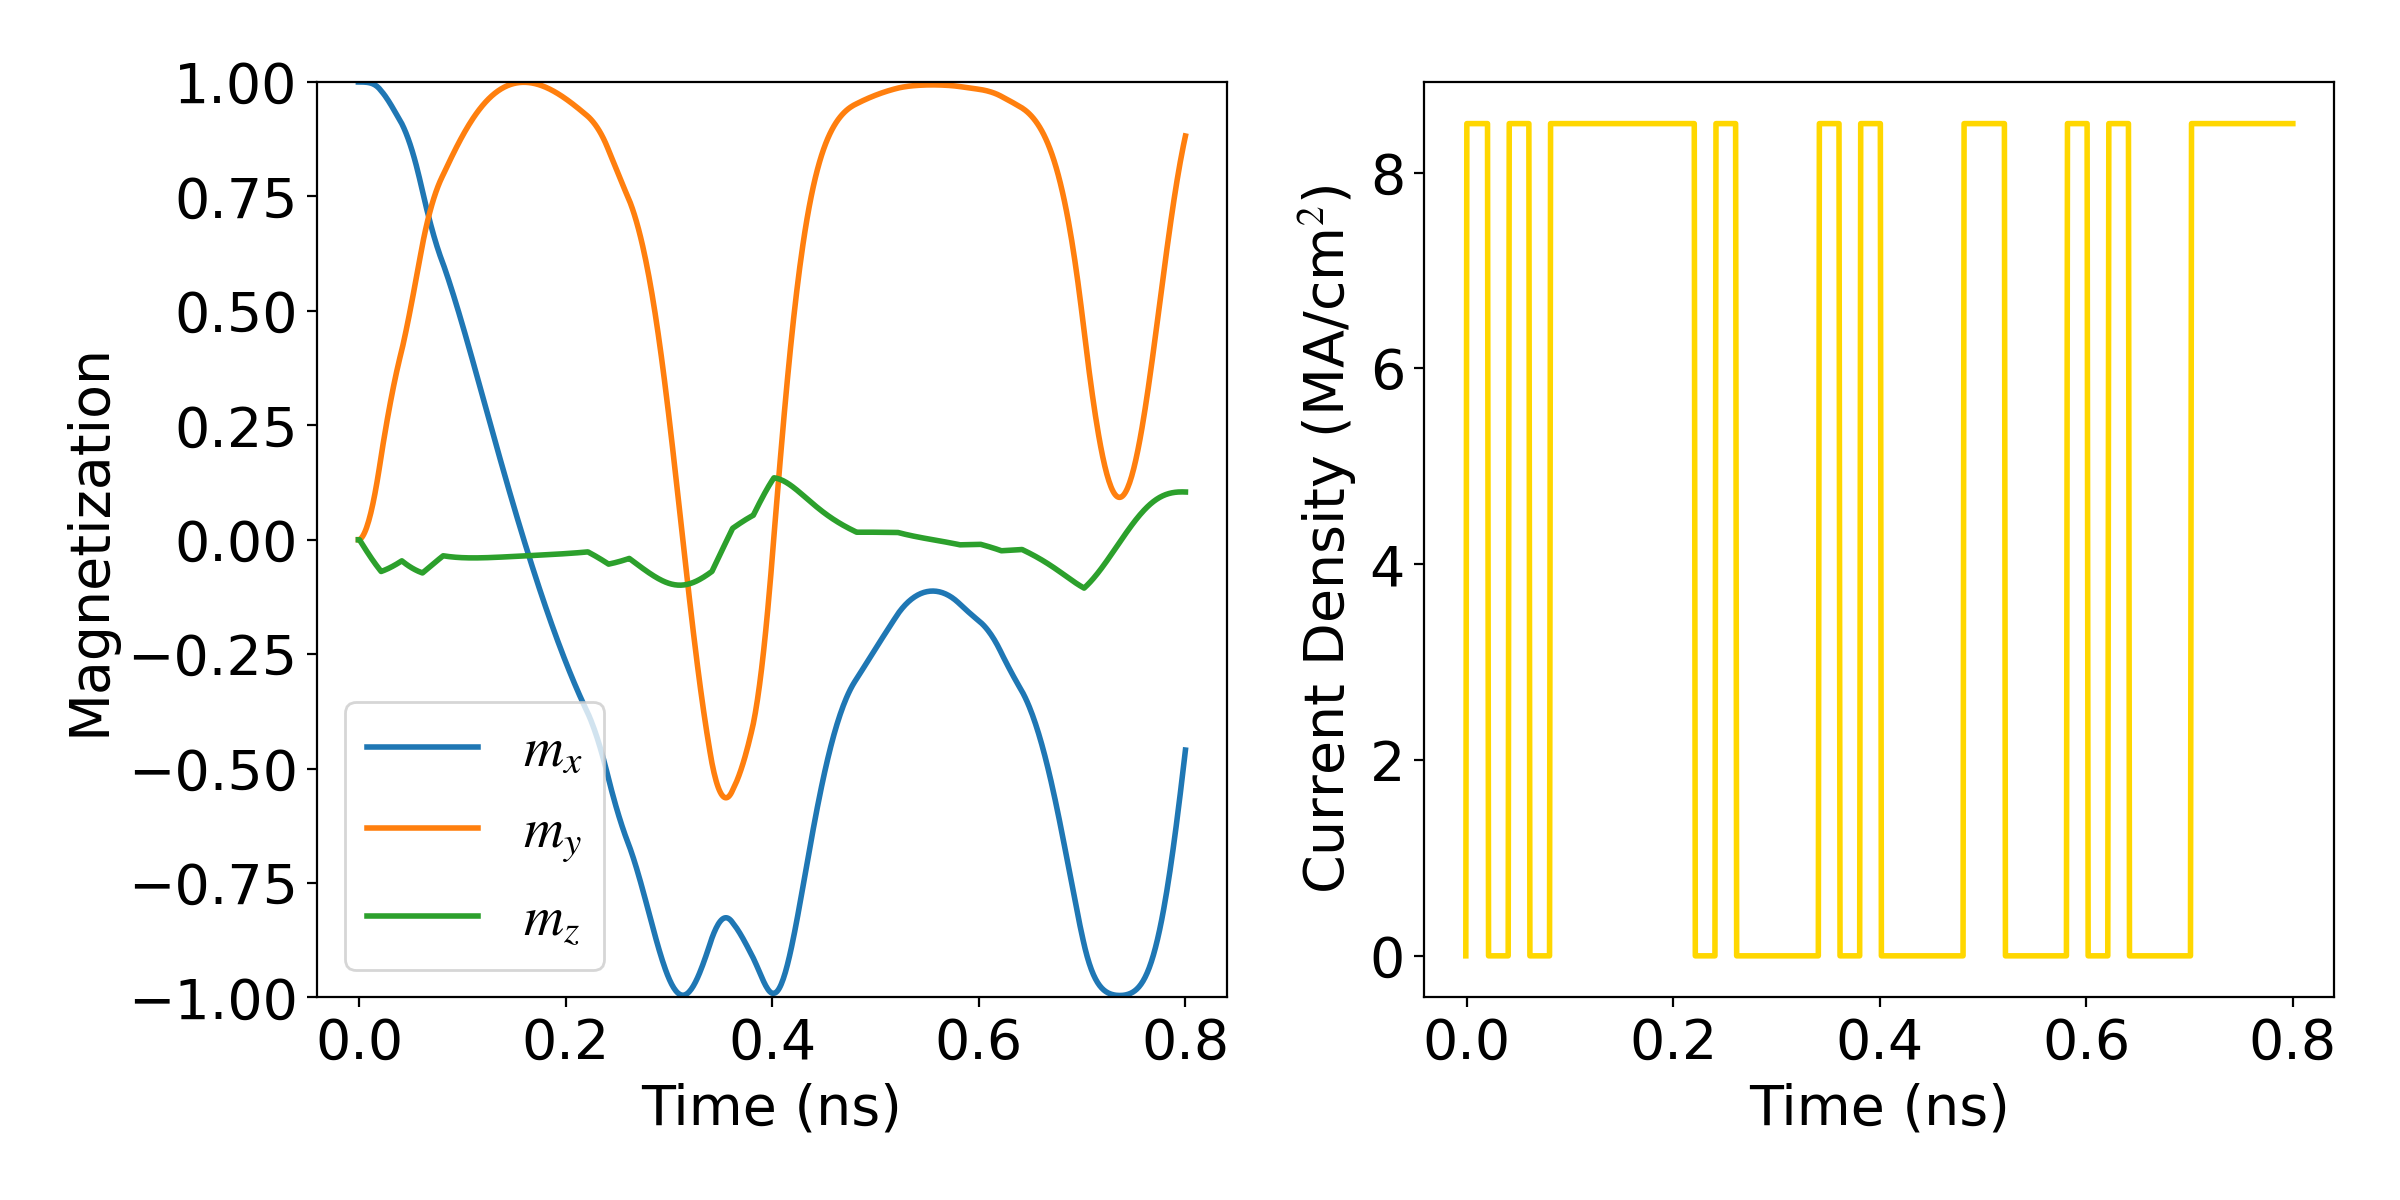 1.00
0.75
0.50
0.25
0.00
−0.25
−0.50
−0.75
−1.00
Magnetization
m_x
m_y
m_z
0.0 0.2 0.4 0.6 0.8
Time (ns)
8
6
4
2
0
Current Density (MA/cm²)
0.0 0.2 0.4 0.6 0.8
Time (ns)